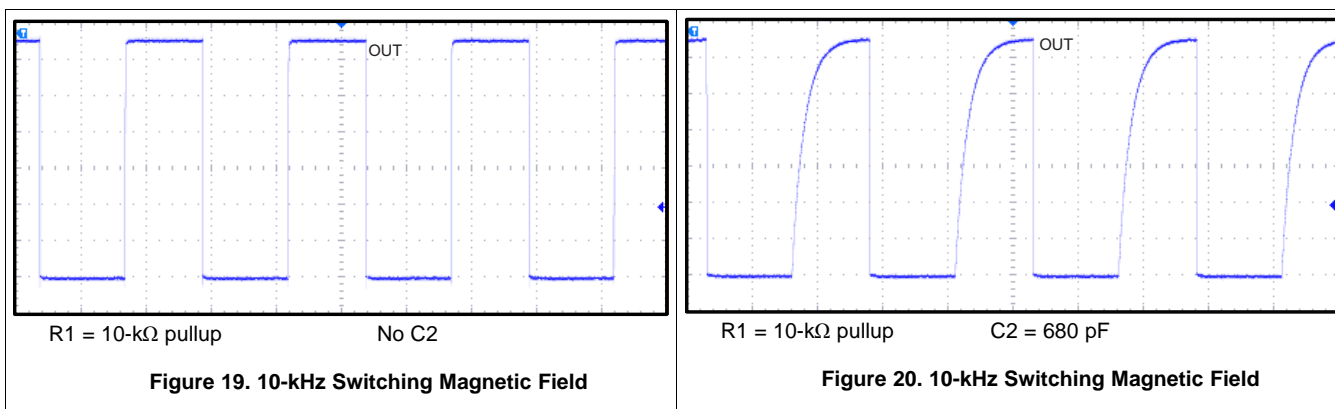 T
OUT
R1 = 10-kΩ pullup No C2
Figure 19. 10-kHz Switching Magnetic Field
T
OUT
R1 = 10-kΩ pullup C2 = 680 pF
Figure 20. 10-kHz Switching Magnetic Field